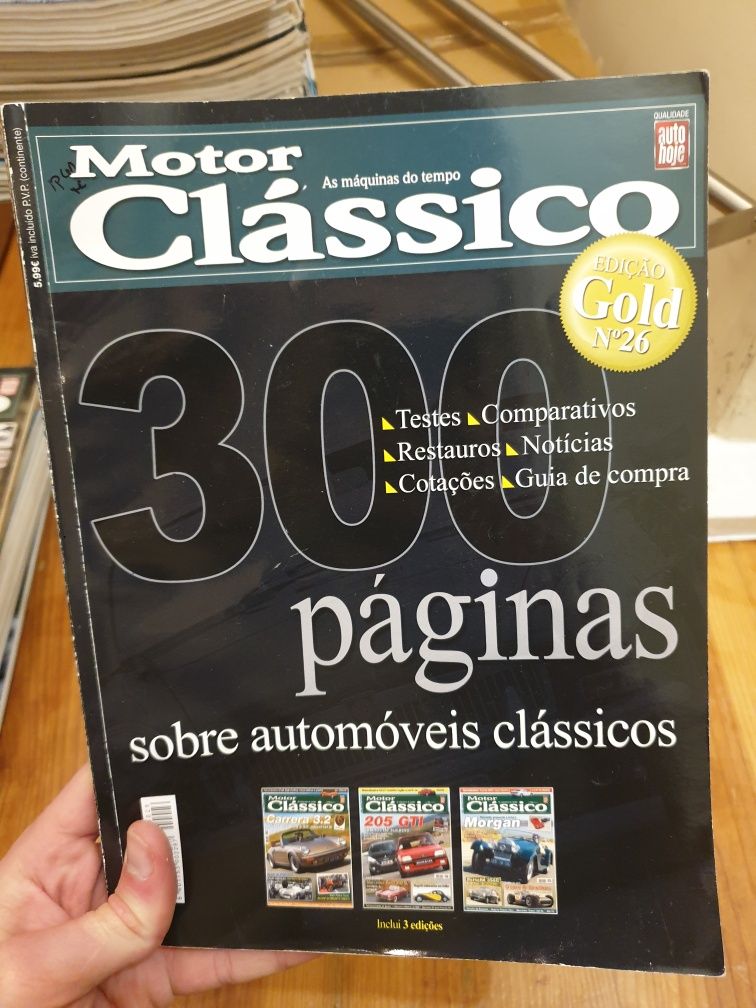 5.99€ iva incluido P.V.P. (continente)
QUALIDADE
auto
hoje
Motor
As máquinas do tempo
Clássico
EDIÇÃO
Gold
Nº26
300
Testes Comparativos
Restauros Notícias
Cotações Guia de compra
páginas
sobre automóveis clássicos
Motor
Clássico
Carrera 3.2
Motor
Clássico
205 GTI
Motor
Clássico
Morgan
Inclui 3 edições